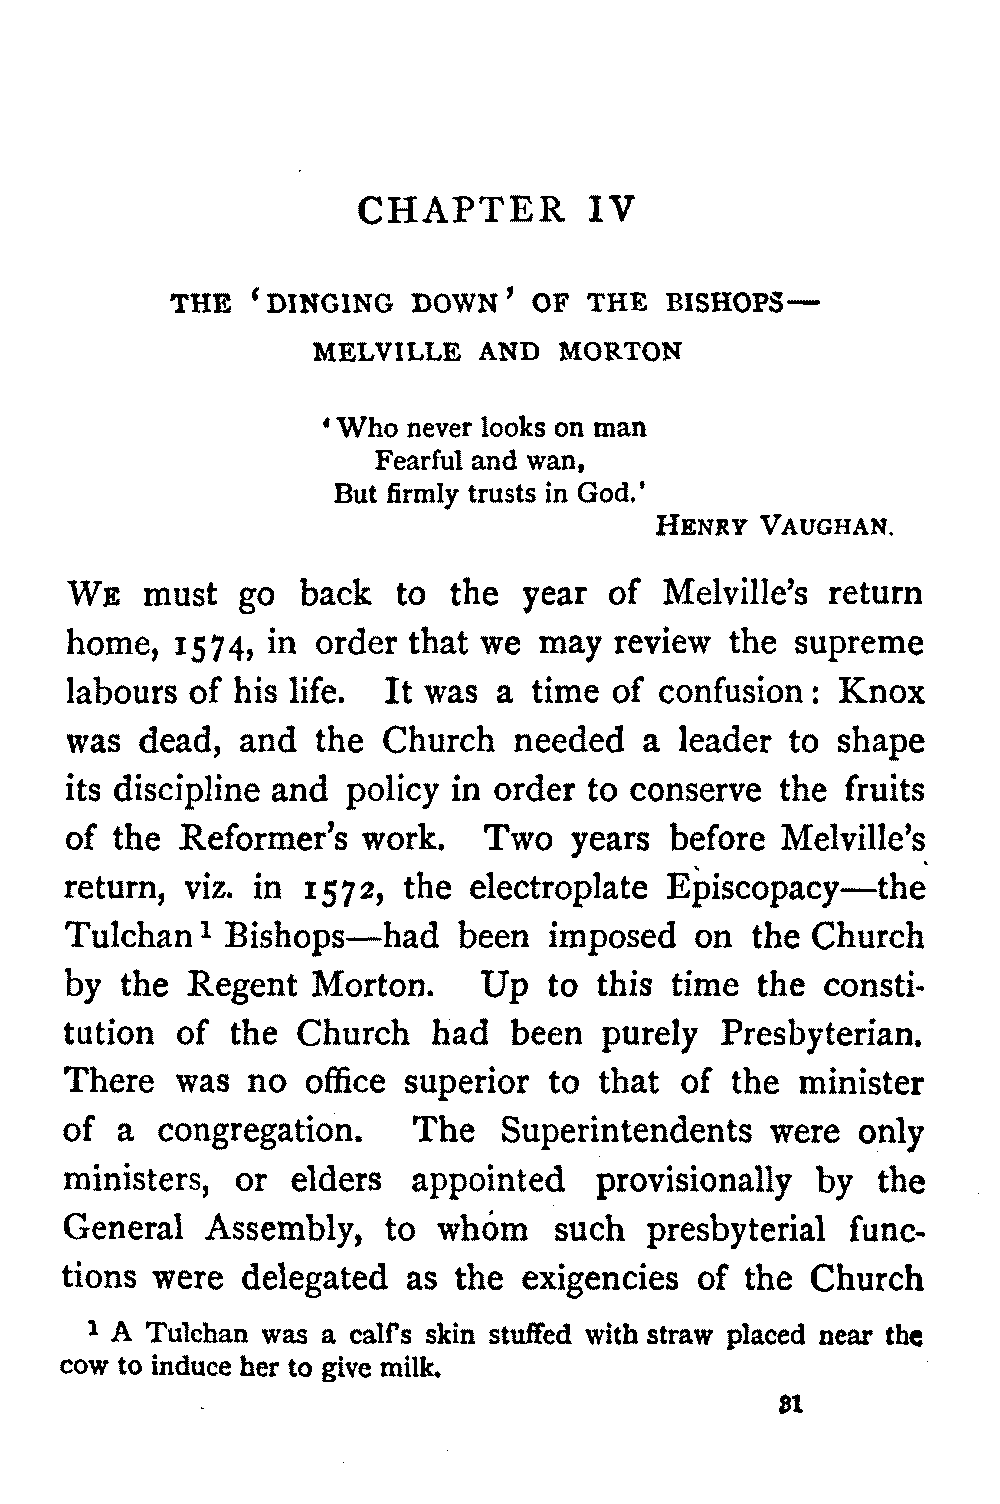 CHAPTER IV
THE ‘DINGING DOWN’ OF THE BISHOPS—
MELVILLE AND MORTON
‘Who never looks on man
Fearful and wan,
But firmly trusts in God.’
HENRY VAUGHAN.
WE must go back to the year of Melville’s return
home, 1574, in order that we may review the supreme
labours of his life. It was a time of confusion: Knox
was dead, and the Church needed a leader to shape
its discipline and policy in order to conserve the fruits
of the Reformer’s work. Two years before Melville’s
return, viz. in 1572, the electroplate Episcopacy—the
Tulchan¹ Bishops—had been imposed on the Church
by the Regent Morton. Up to this time the consti-
tution of the Church had been purely Presbyterian.
There was no office superior to that of the minister
of a congregation. The Superintendents were only
ministers, or elders appointed provisionally by the
General Assembly, to whom such presbyterial func-
tions were delegated as the exigencies of the Church
¹ A Tulchan was a calf’s skin stuffed with straw placed near the
cow to induce her to give milk.
31